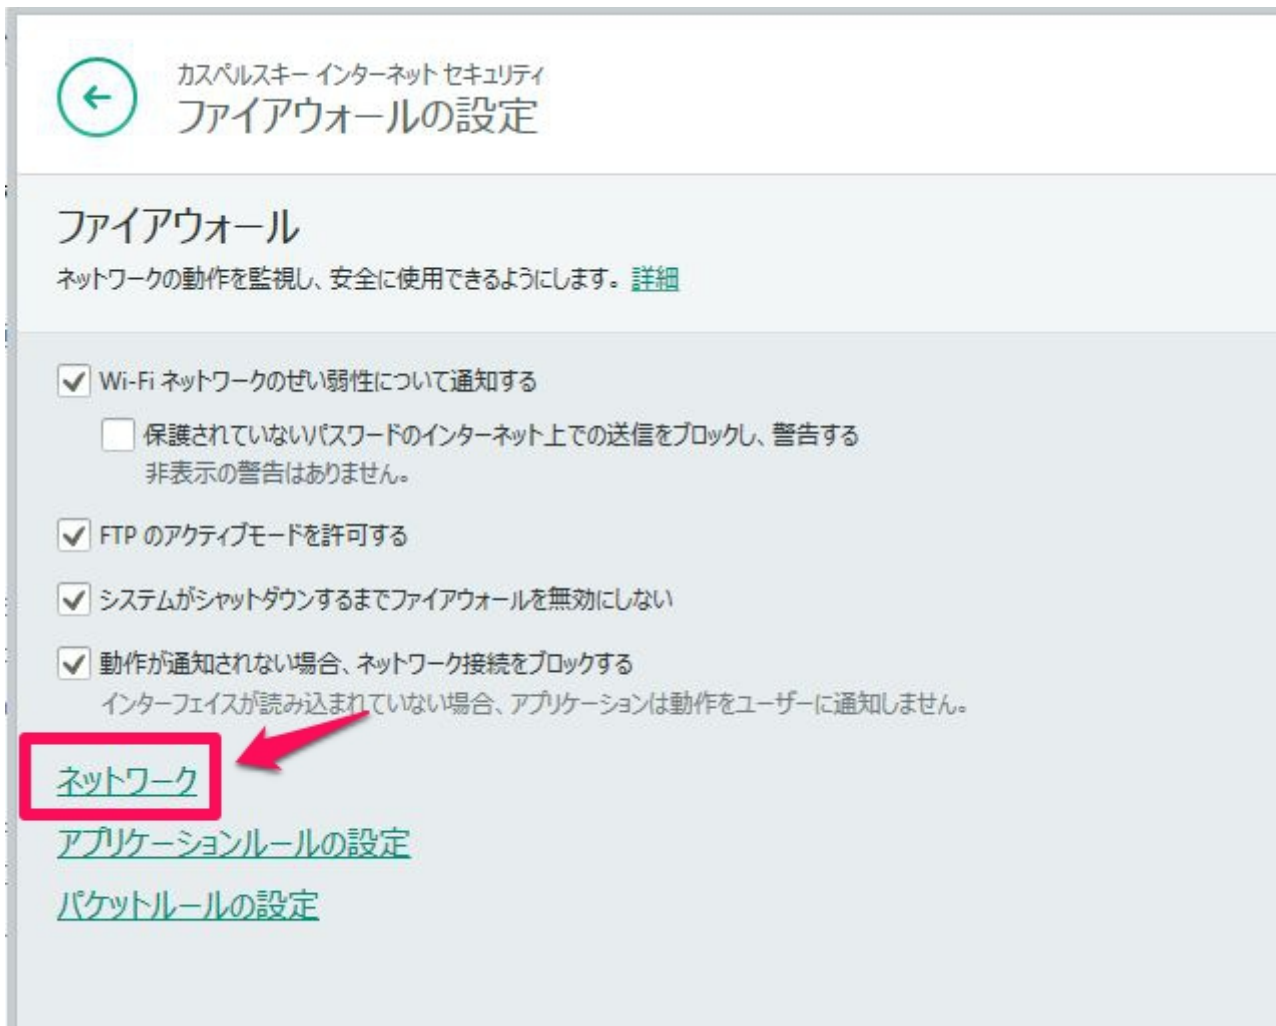 カスペルスキー インターネット セキュリティ
ファイアウォールの設定
ファイアウォール
ネットワークの動作を監視し、安全に使用できるようにします。 詳細
Wi-Fi ネットワークのぜい弱性について通知する
保護されていないパスワードのインターネット上での送信をブロックし、警告する
非表示の警告はありません。
FTP のアクティブモードを許可する
システムがシャットダウンするまでファイアウォールを無効にしない
動作が通知されない場合、ネットワーク接続をブロックする
インターフェイスが読み込まれていない場合、アプリケーションは動作をユーザーに通知しません。
ネットワーク
アプリケーションルールの設定
パケットルールの設定